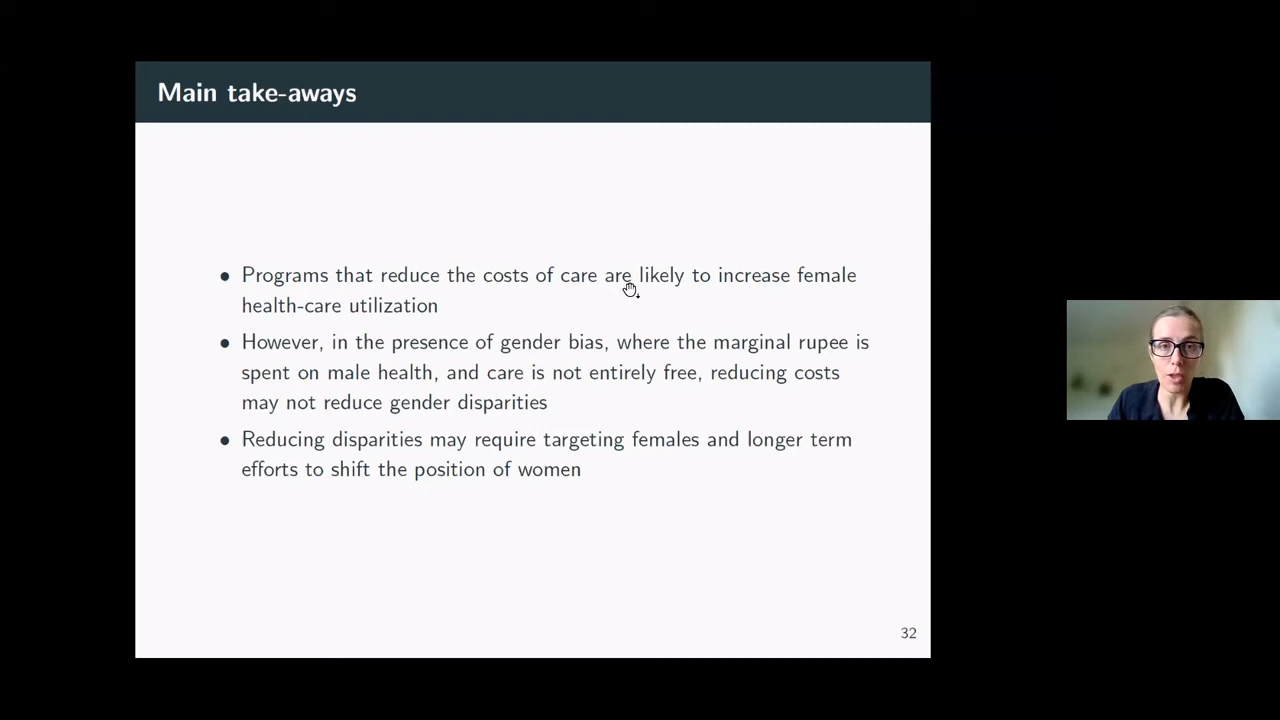 Main take-aways
• Programs that reduce the costs of care are likely to increase female
health-care utilization
• However, in the presence of gender bias, where the marginal rupee is
spent on male health, and care is not entirely free, reducing costs
may not reduce gender disparities
• Reducing disparities may require targeting females and longer term
efforts to shift the position of women
32